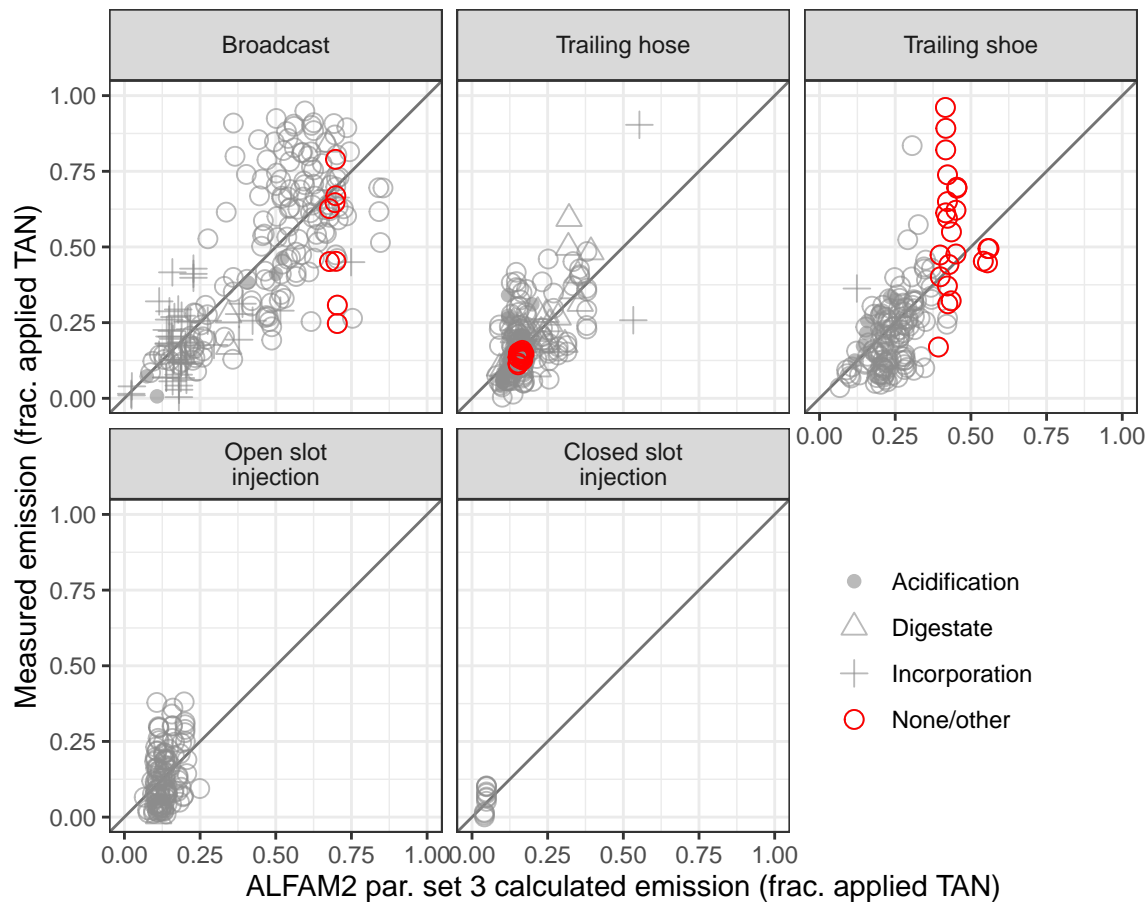 Broadcast
Trailing hose
Trailing shoe
1.00
0.75
0.50
0.25
0.00
0.00 0.25 0.50 0.75 1.00
Open slot
injection
Closed slot
injection
1.00
0.75
0.50
0.25
0.00
0.00 0.25 0.50 0.75 1.00
0.00 0.25 0.50 0.75 1.00
Measured emission (frac. applied TAN)
ALFAM2 par. set 3 calculated emission (frac. applied TAN)
Acidification
Digestate
Incorporation
None/other